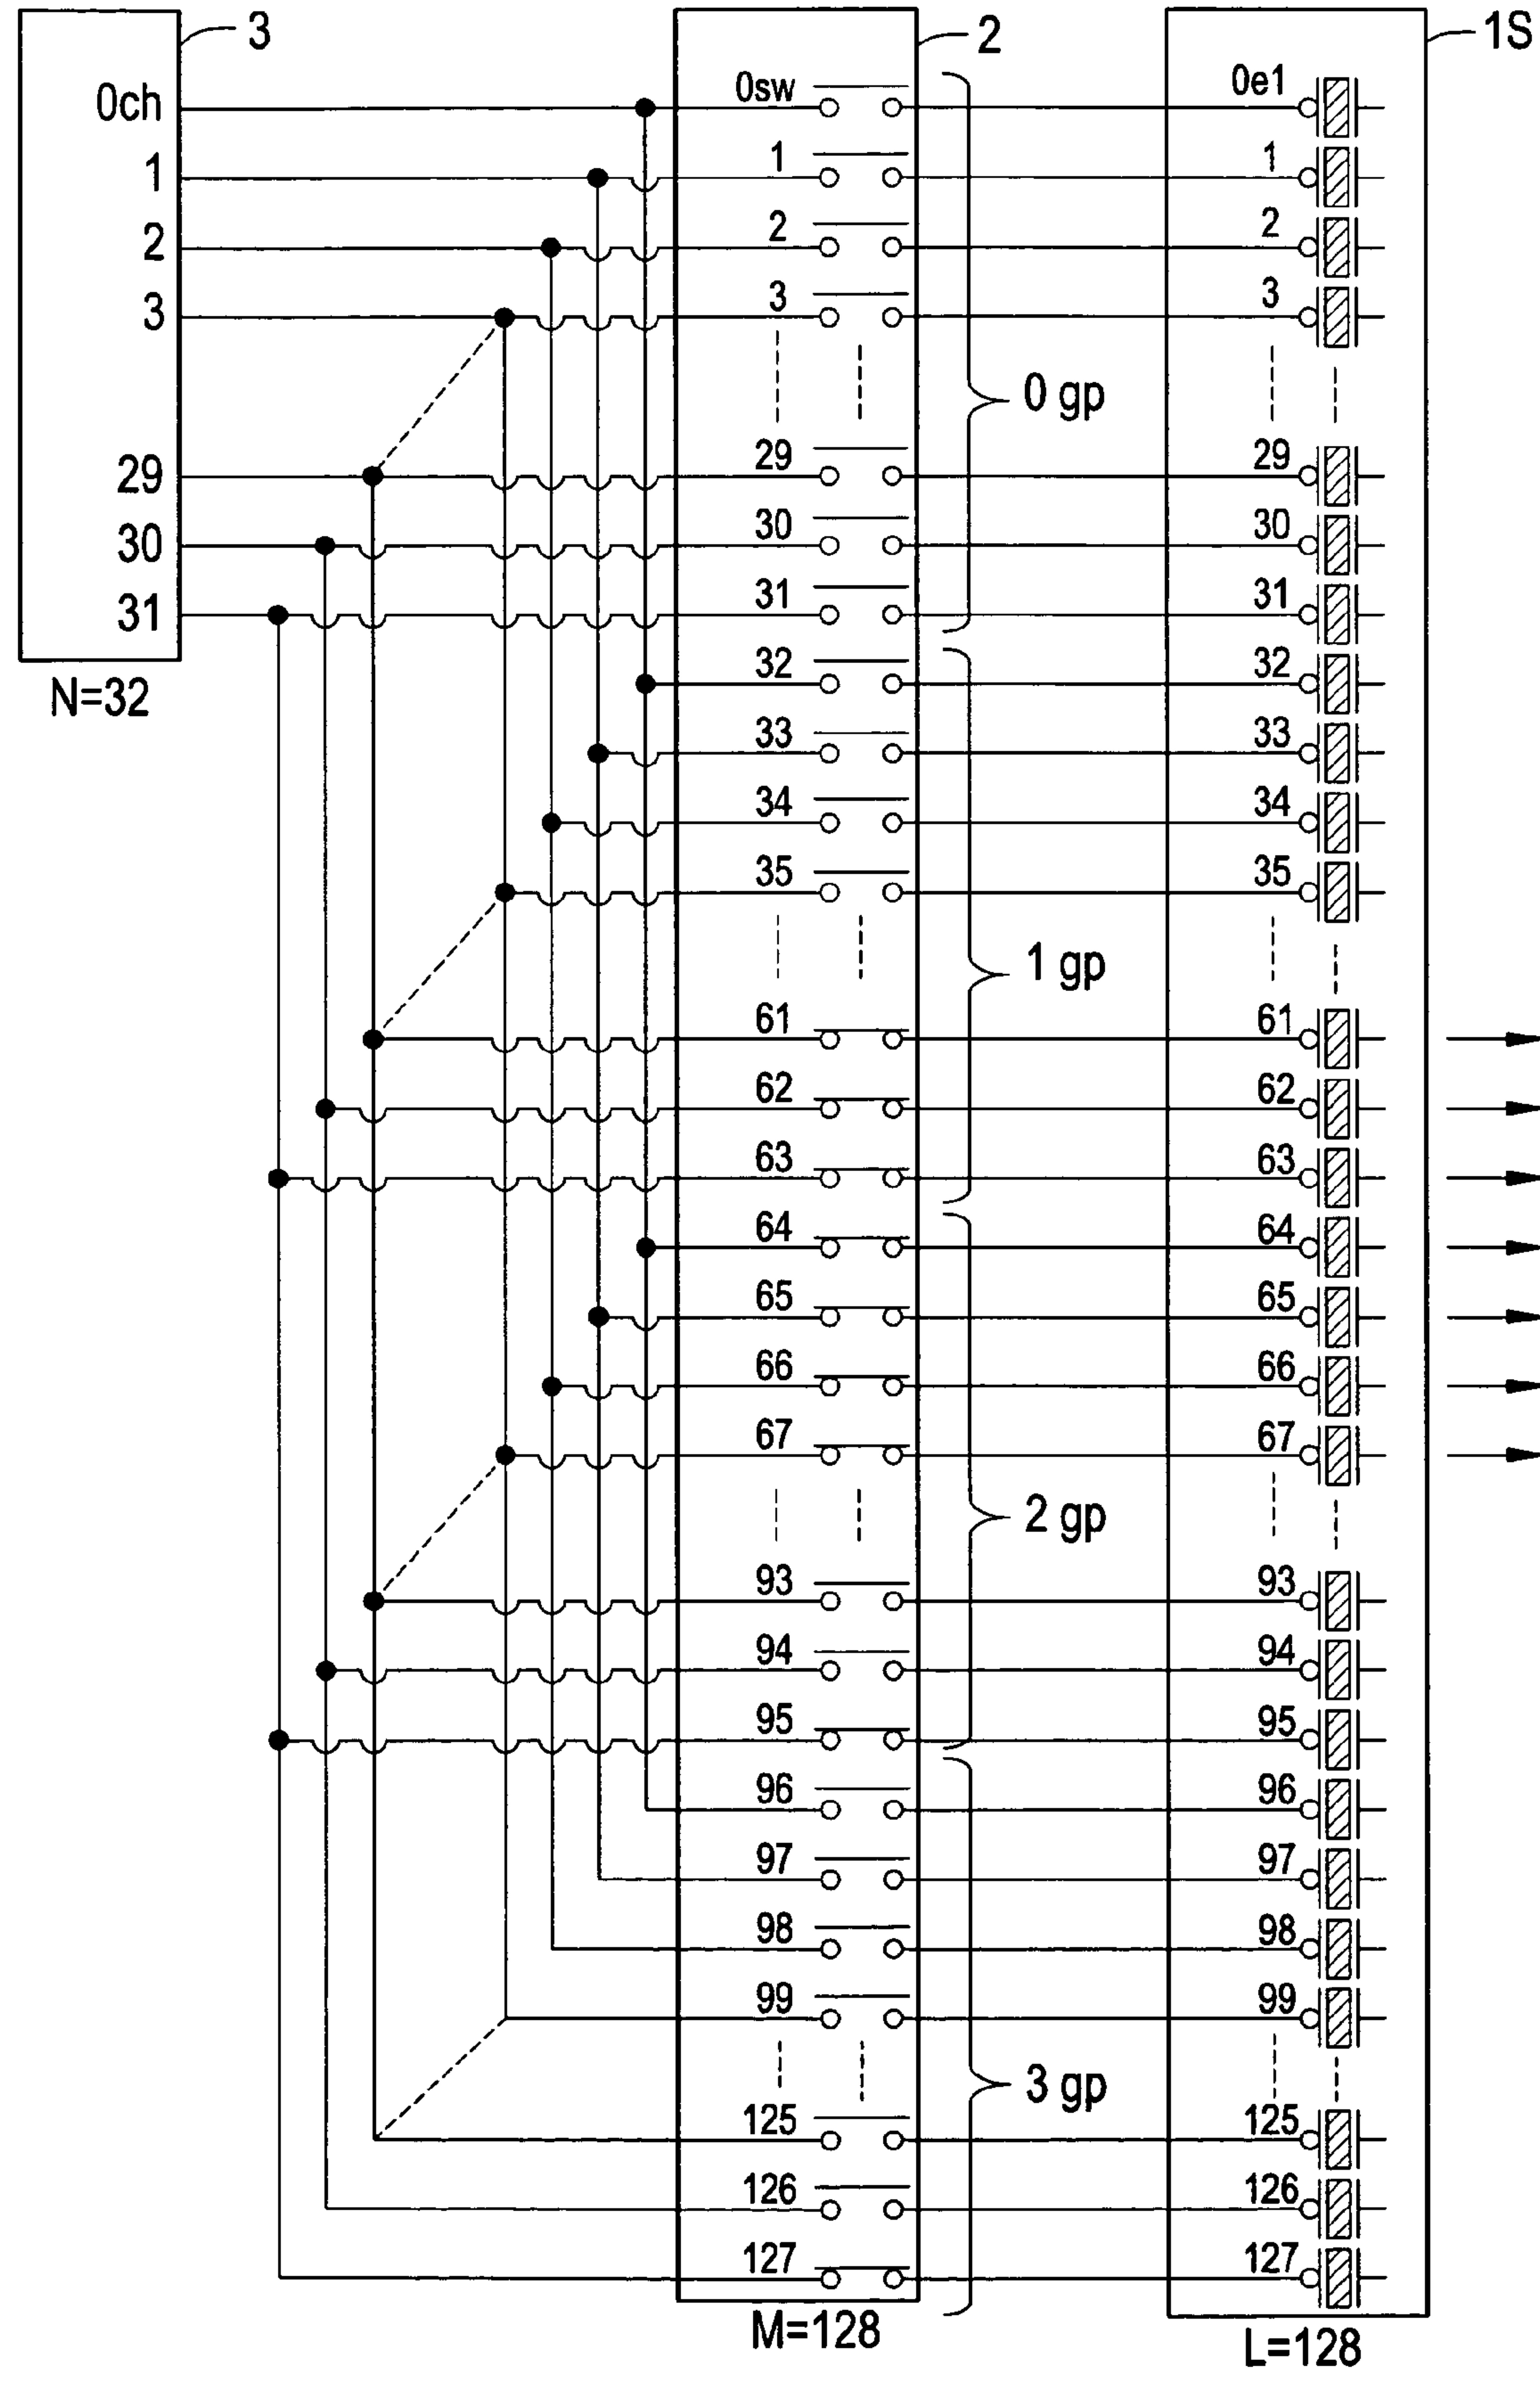 3 2 1S
0ch 0sw 0e1
1 1 1
2 2 2
3 3 3
0 gp
29 29 29
30 30 30
31 31 31
32 32
N=32
33 33
34 34
35 35
1 gp
61 61
62 62
63 63
64 64
65 65
66 66
67 67
2 gp
93 93
94 94
95 95
96 96
97 97
98 98
99 99
3 gp
125 125
126 126
127 127
M=128
L=128